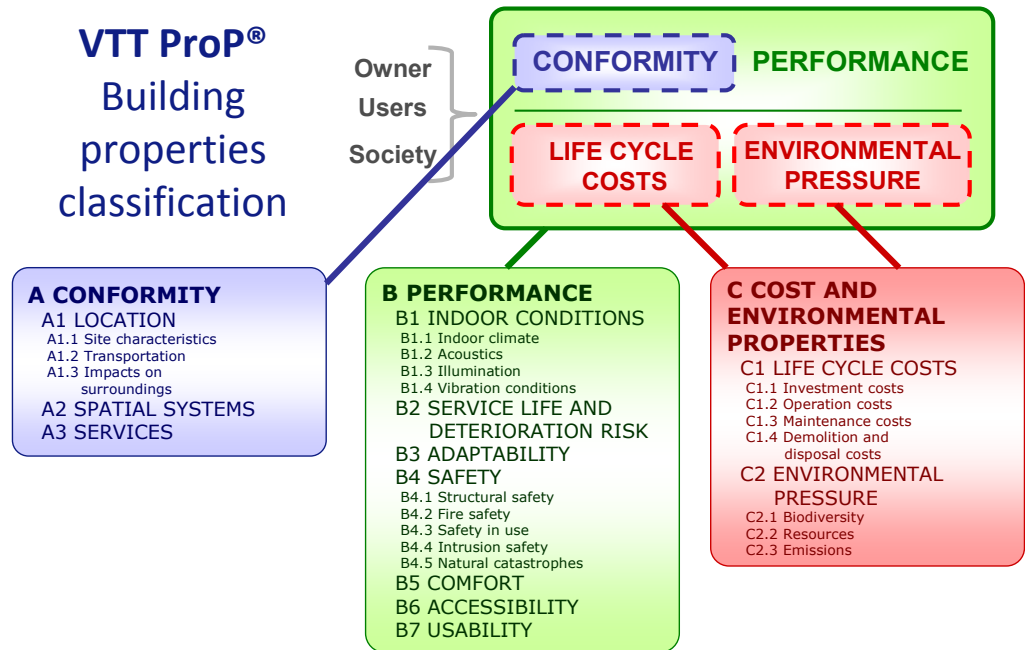 VTT ProP®
Building
properties
classification
Owner
Users
Society
CONFORMITY
PERFORMANCE
LIFE CYCLE
COSTS
ENVIRONMENTAL
PRESSURE
A CONFORMITY
A1 LOCATION
A1.1 Site characteristics
A1.2 Transportation
A1.3 Impacts on
surroundings
A2 SPATIAL SYSTEMS
A3 SERVICES
B PERFORMANCE
B1 INDOOR CONDITIONS
B1.1 Indoor climate
B1.2 Acoustics
B1.3 Illumination
B1.4 Vibration conditions
B2 SERVICE LIFE AND
DETERIORATION RISK
B3 ADAPTABILITY
B4 SAFETY
B4.1 Structural safety
B4.2 Fire safety
B4.3 Safety in use
B4.4 Intrusion safety
B4.5 Natural catastrophes
B5 COMFORT
B6 ACCESSIBILITY
B7 USABILITY
C COST AND
ENVIRONMENTAL
PROPERTIES
C1 LIFE CYCLE COSTS
C1.1 Investment costs
C1.2 Operation costs
C1.3 Maintenance costs
C1.4 Demolition and
disposal costs
C2 ENVIRONMENTAL
PRESSURE
C2.1 Biodiversity
C2.2 Resources
C2.3 Emissions